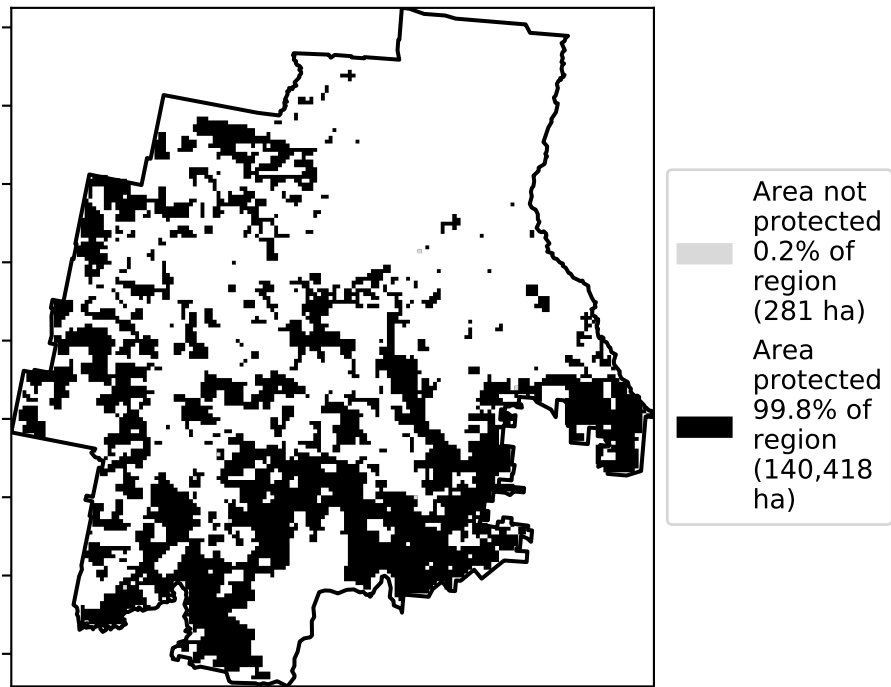 Area not
protected
0.2% of
region
(281 ha)
Area
protected
99.8% of
region
(140,418
ha)